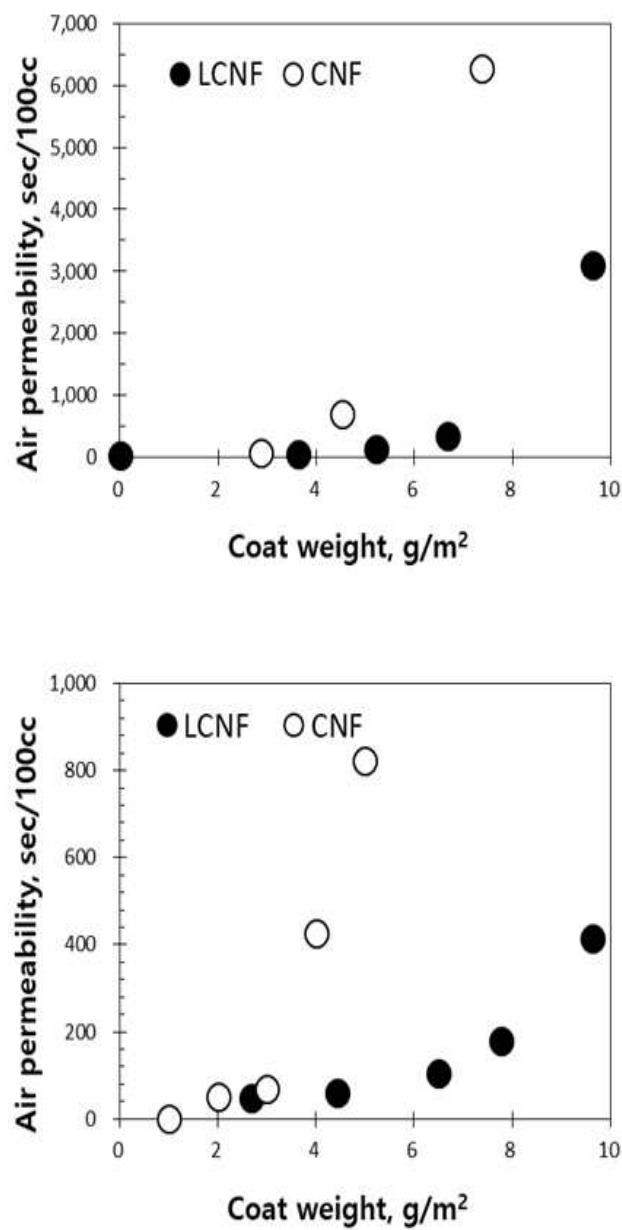 7,000
LCNF CNF
6,000
5,000
4,000
3,000
2,000
1,000
0
Air permeability, sec/100cc
0 2 4 6 8 10
Coat weight, g/m²
1,000
LCNF CNF
800
600
400
200
0
Air permeability, sec/100cc
0 2 4 6 8 10
Coat weight, g/m²